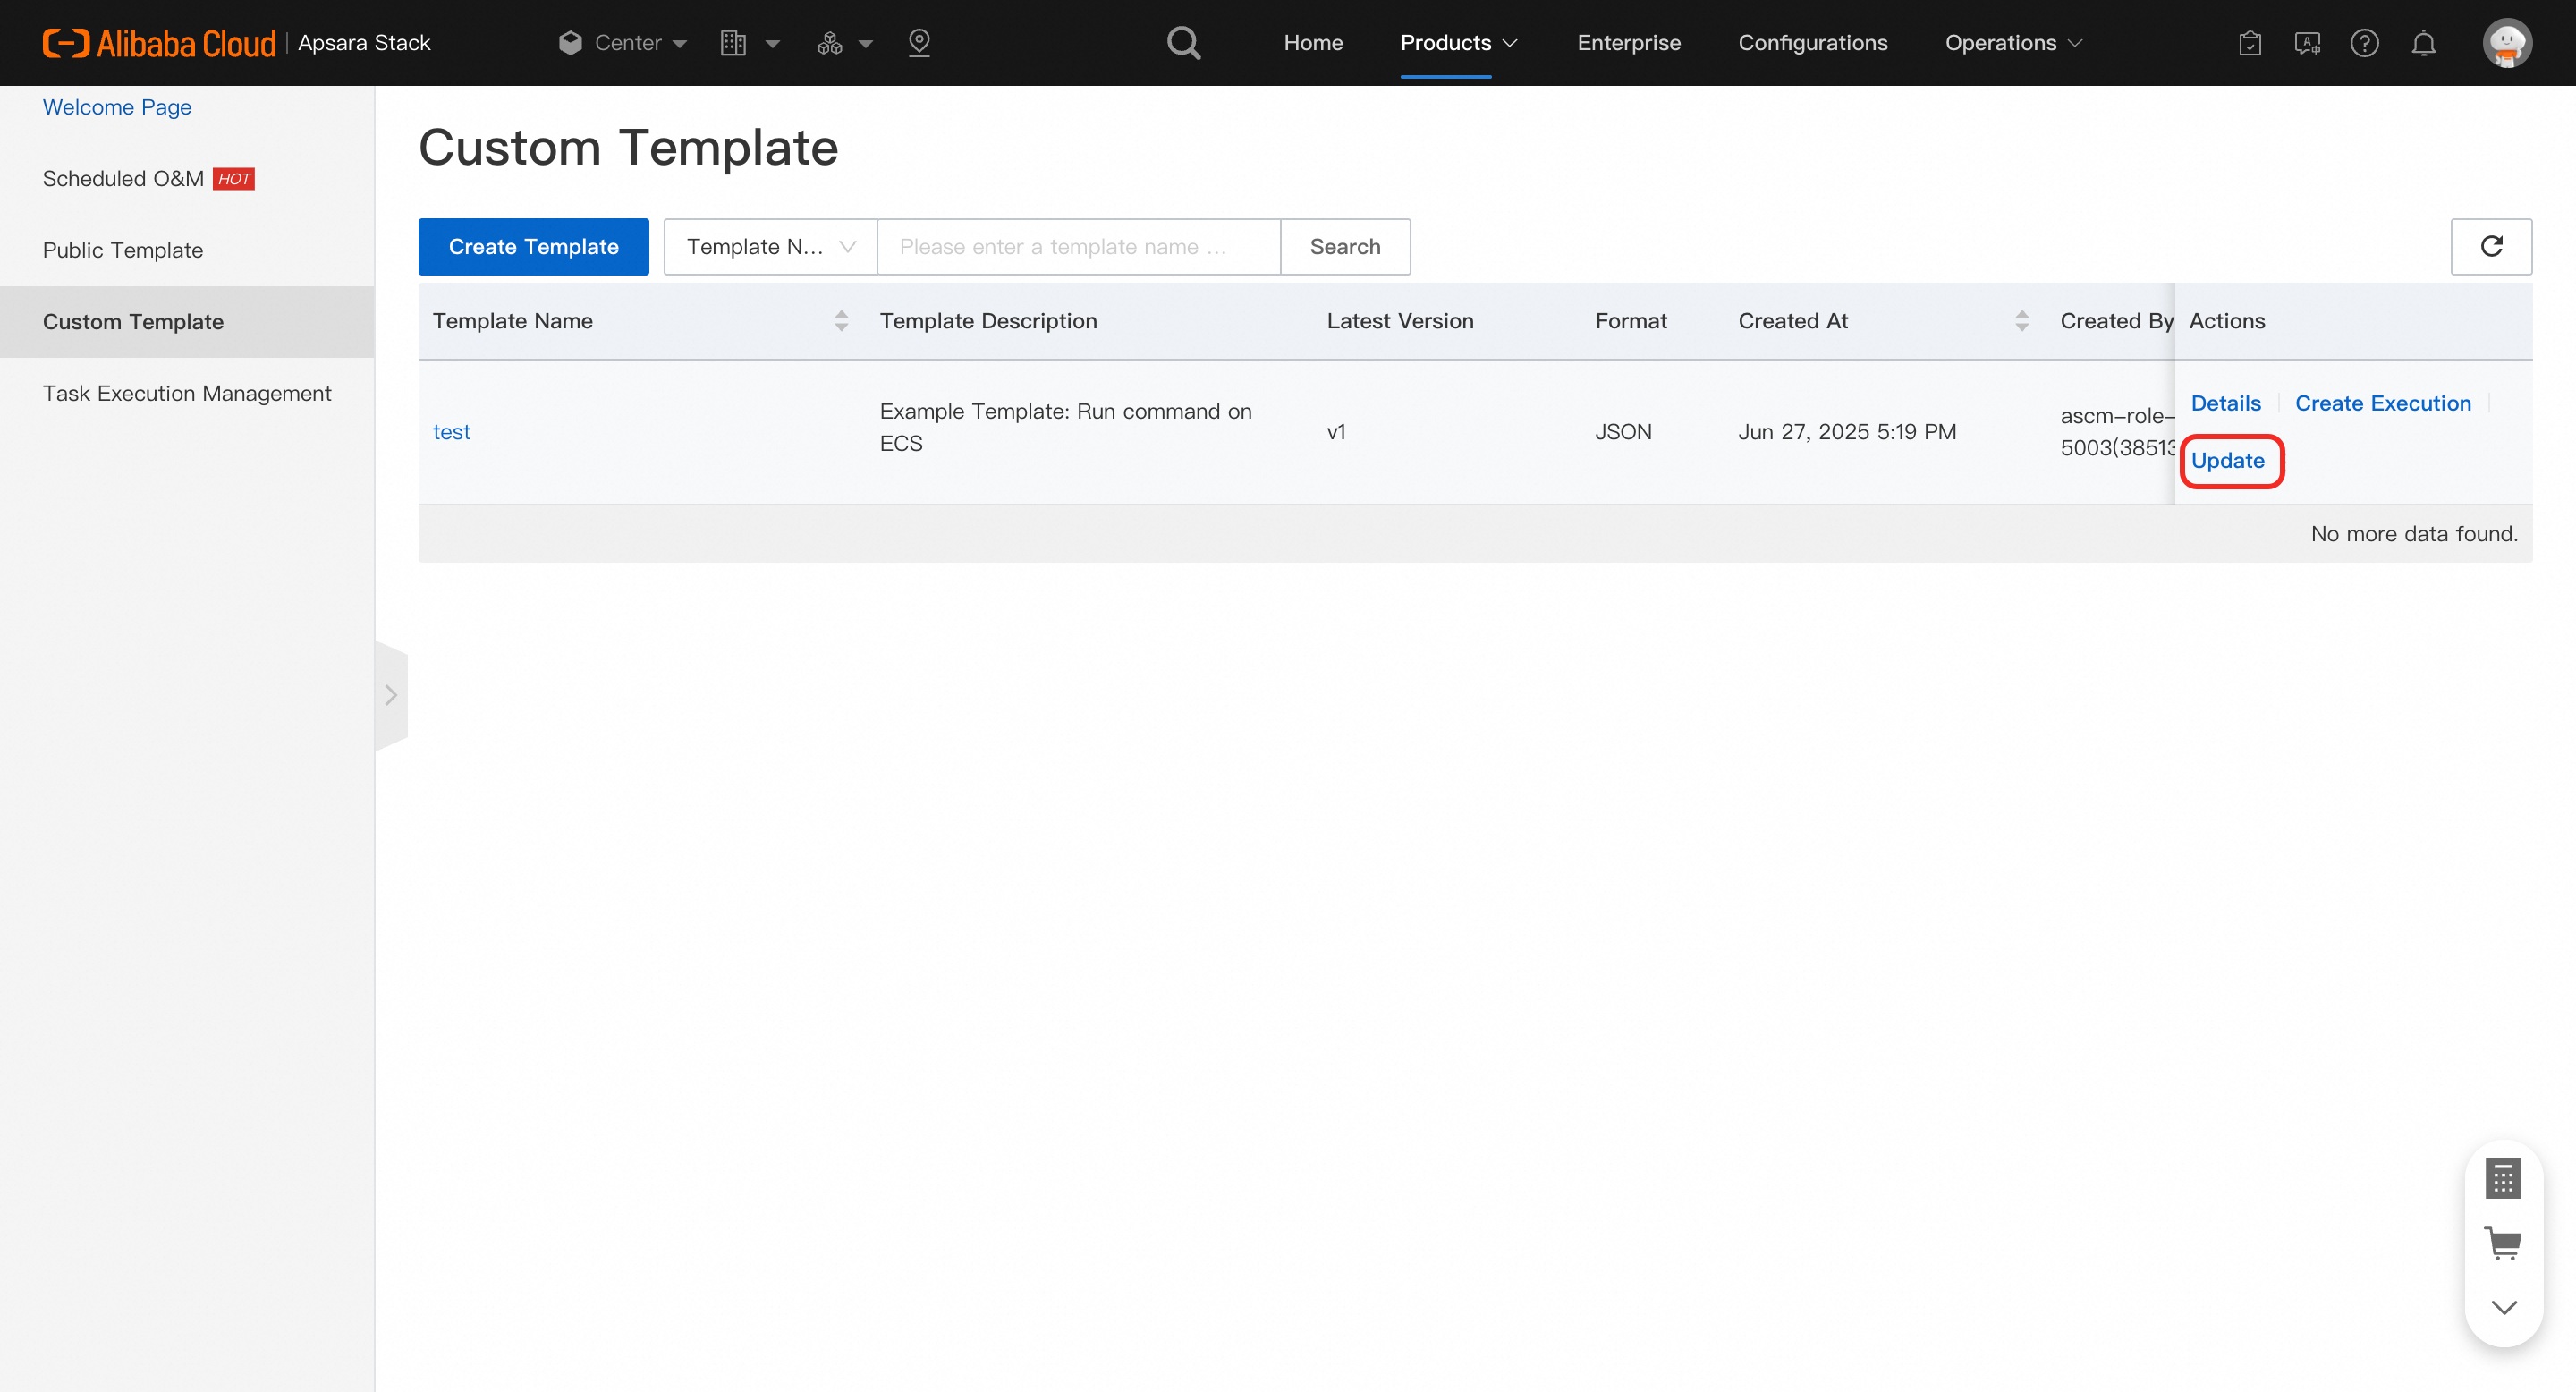 Alibaba Cloud | Apsara Stack Center Home Products Enterprise Configurations Operations
Welcome Page
Scheduled O&M HOT
Public Template
Custom Template
Task Execution Management
Custom Template
Create Template Template N... Please enter a template name ... Search
Template Name Template Description Latest Version Format Created At Created By Actions
test Example Template: Run command on ECS v1 JSON Jun 27, 2025 5:19 PM ascm-role-5003(38513 Details Create Execution
Update
No more data found.